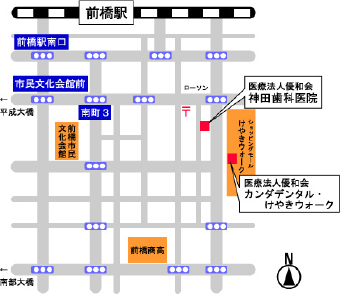 前橋駅
前橋駅南口
市民文化会館前
ローソン
医療法人優和会
神田歯科医院
←
平成大橋
南町3
〒
前橋市民
文化会館
ショッピングモール
けやきウォーク
医療法人優和会
カンダデンタル・
けやきウォーク
前橋商高
N
←
南部大橋